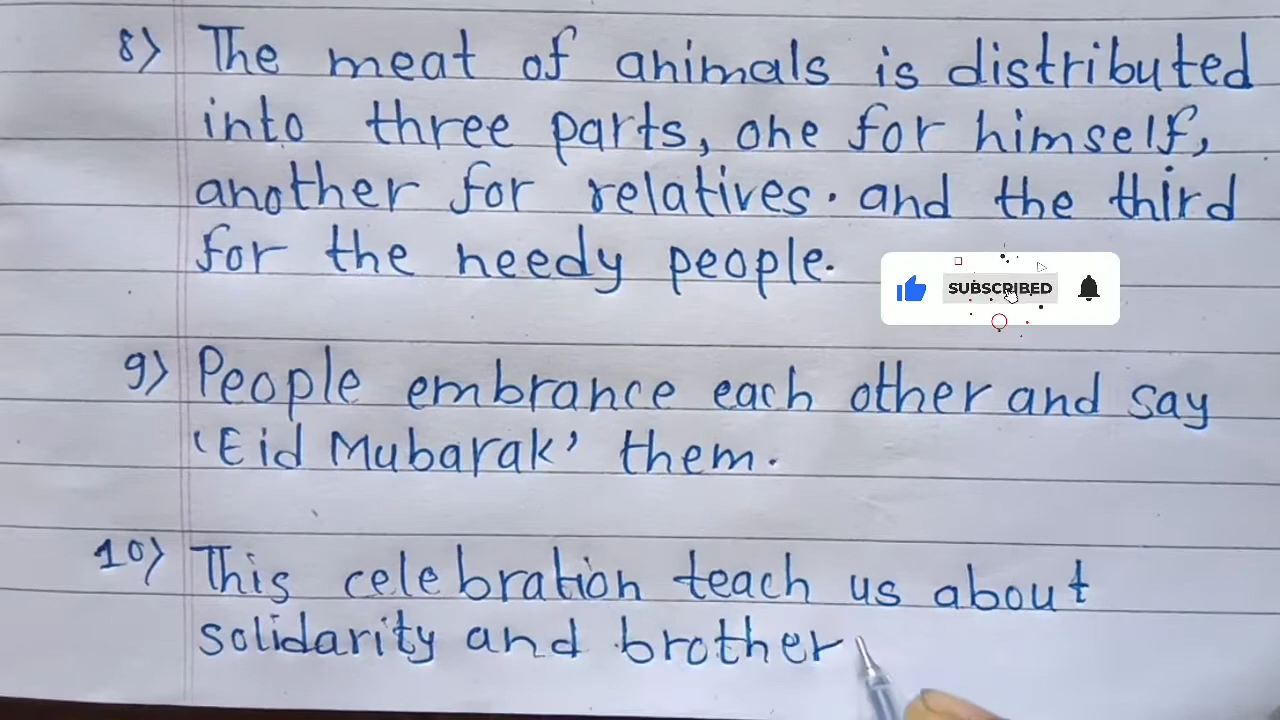 8) The meat of animals is distributed
into three parts, one for himself,
another for relatives. and the third
for the needy people.
SUBSCRIBED
9) People embrance each other and say
'Eid Mubarak' them.
10) This celebration teach us about
solidarity and brother